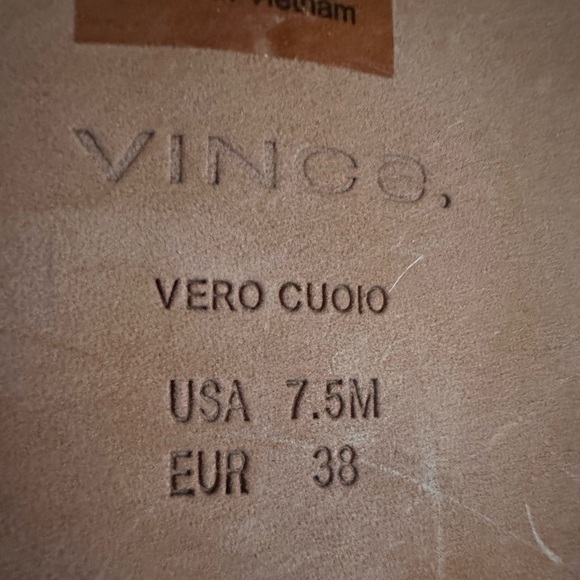 Vietnam
VINCe.
VERO CUOIO
USA 7.5M
EUR 38